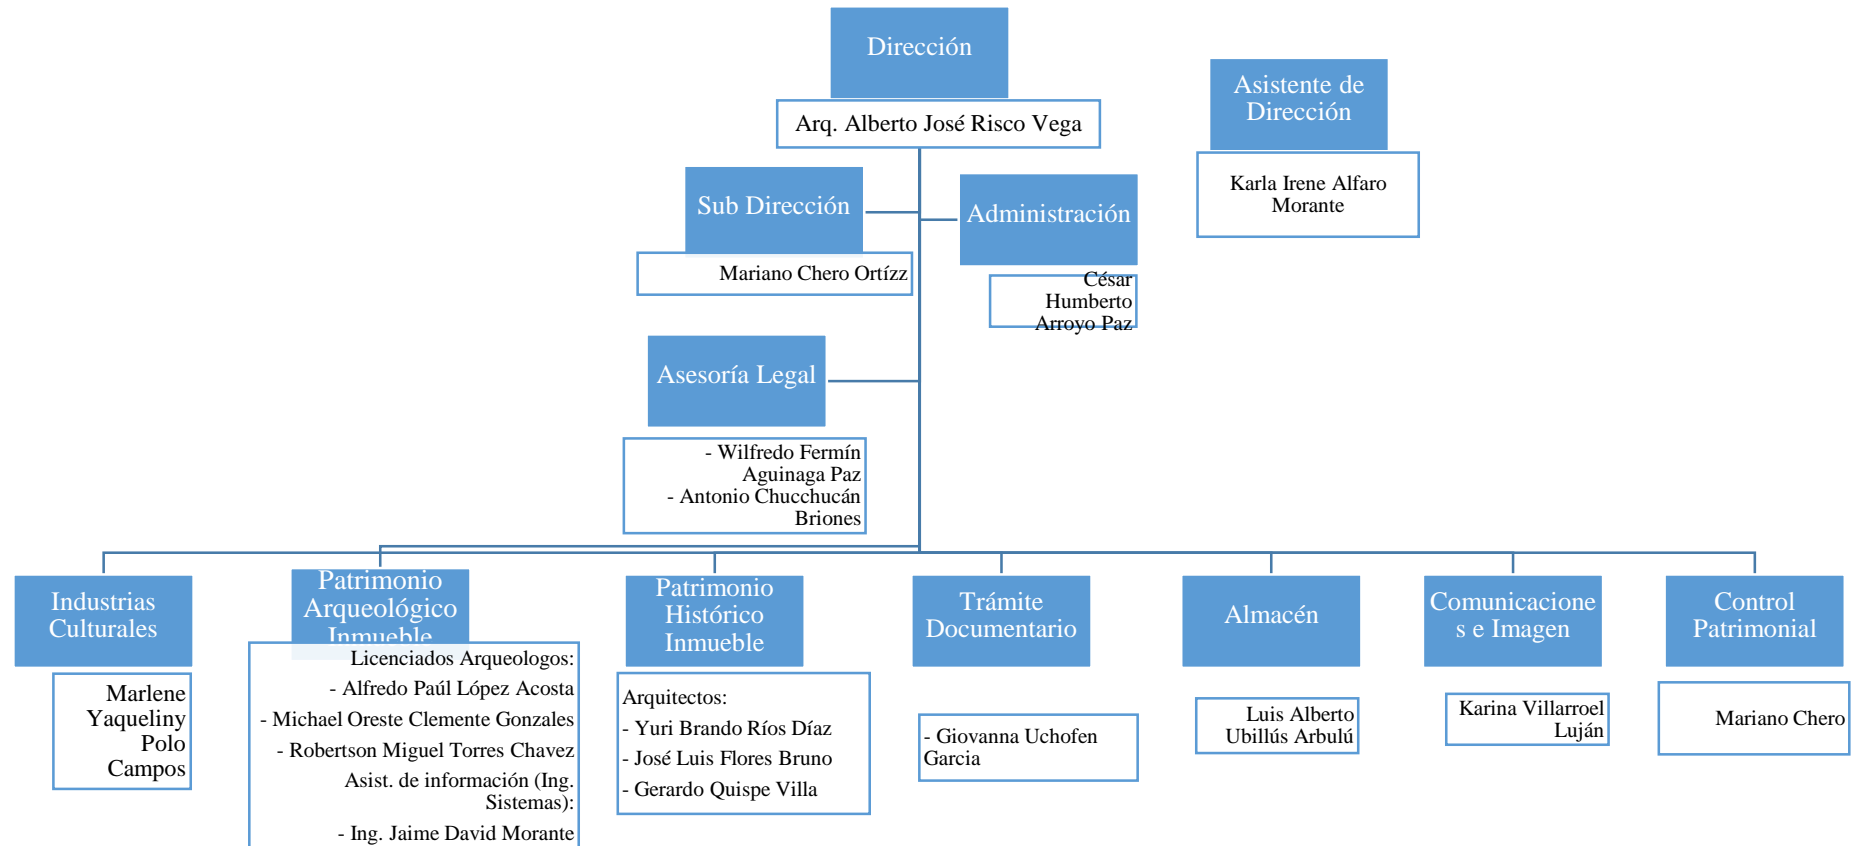 Dirección
Arq. Alberto José Risco Vega
Asistente de
Dirección
Karla Irene Alfaro
Morante
Sub Dirección
Mariano Chero Ortízz
Administración
César
Humberto
Arroyo Paz
Asesoría Legal
- Wilfredo Fermín
Aguinaga Paz
- Antonio Chucchucán
Briones
Industrias
Culturales
Marlene
Yaqueliny
Polo
Campos
Patrimonio
Arqueológico
Inmueble
Licenciados Arqueologos:
- Alfredo Paúl López Acosta
- Michael Oreste Clemente Gonzales
- Robertson Miguel Torres Chavez
Asist. de información (Ing.
Sistemas):
- Ing. Jaime David Morante
Patrimonio
Histórico
Inmueble
Arquitectos:
- Yuri Brando Ríos Díaz
- José Luis Flores Bruno
- Gerardo Quispe Villa
Trámite
Documentario
- Giovanna Uchofen
Garcia
Almacén
Luis Alberto
Ubillús Arbulú
Comunicacione
s e Imagen
Karina Villarroel
Luján
Control
Patrimonial
Mariano Chero